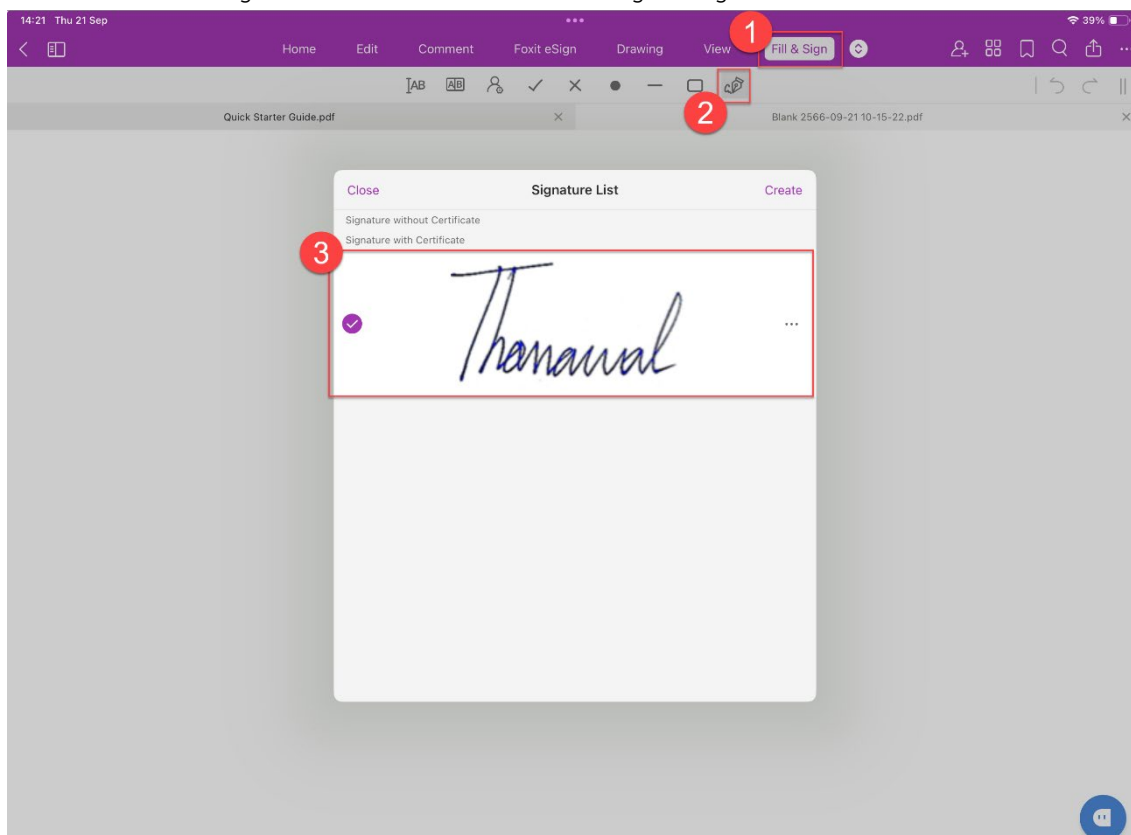 14:21 Thu 21 Sep
39%
Home Edit Comment Foxit eSign Drawing View Fill & Sign
1
AB AB
2
Quick Starter Guide.pdf
Blank 2566-09-21 10-15-22.pdf
Close Signature List Create
Signature without Certificate
Signature with Certificate
3
Thanawal